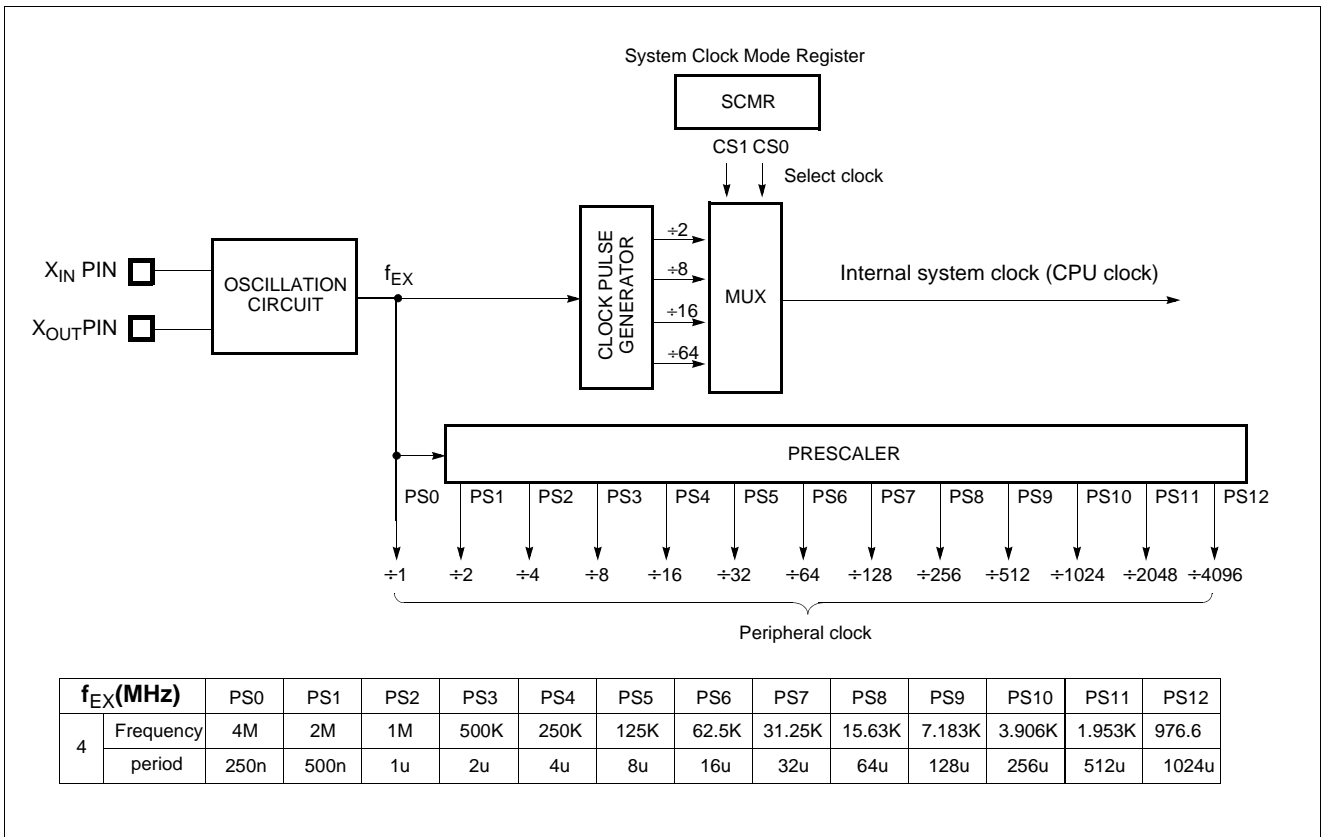 System Clock Mode Register
SCMR
CS1 CS0
Select clock
XIN PIN
XOUTPIN
OSCILLATION
CIRCUIT
fEX
CLOCK PULSE
GENERATOR
÷2
÷8
÷16
÷64
MUX
Internal system clock (CPU clock)
PRESCALER
PS0 PS1 PS2 PS3 PS4 PS5 PS6 PS7 PS8 PS9 PS10 PS11 PS12
÷1 ÷2 ÷4 ÷8 ÷16 ÷32 ÷64 ÷128 ÷256 ÷512 ÷1024 ÷2048 ÷4096
Peripheral clock
fEX(MHz) PS0 PS1 PS2 PS3 PS4 PS5 PS6 PS7 PS8 PS9 PS10 PS11 PS12
4 Frequency 4M 2M 1M 500K 250K 125K 62.5K 31.25K 15.63K 7.183K 3.906K 1.953K 976.6
period 250n 500n 1u 2u 4u 8u 16u 32u 64u 128u 256u 512u 1024u